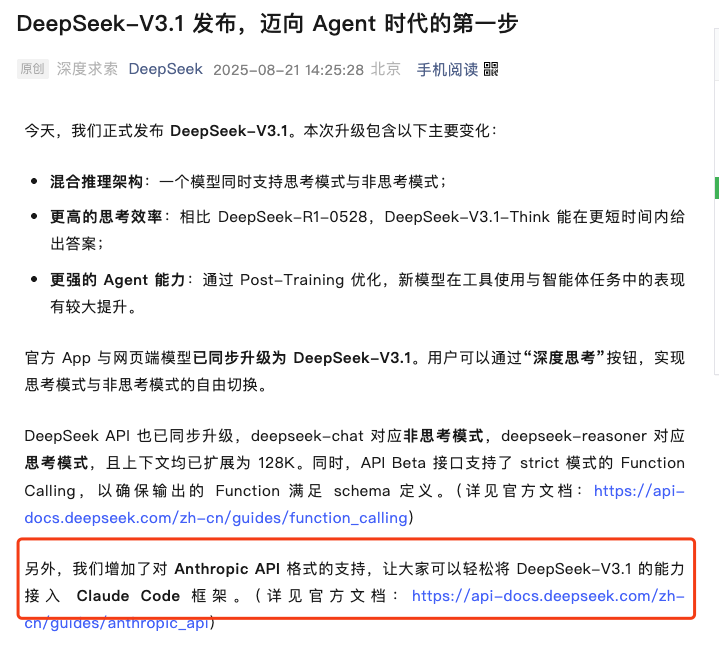 DeepSeek-V3.1 发布，迈向 Agent 时代的第一步
原创 深度求索 DeepSeek 2025-08-21 14:25:28 北京 手机阅读
今天，我们正式发布 DeepSeek-V3.1。本次升级包含以下主要变化：
• 混合推理架构：一个模型同时支持思考模式与非思考模式；
• 更高的思考效率：相比 DeepSeek-R1-0528，DeepSeek-V3.1-Think 能在更短时间内给
出答案；
• 更强的 Agent 能力：通过 Post-Training 优化，新模型在工具使用与智能体任务中的表现
有较大提升。
官方 App 与网页端模型已同步升级为 DeepSeek-V3.1。用户可以通过“深度思考”按钮，实现
思考模式与非思考模式的自由切换。
DeepSeek API 也已同步升级，deepseek-chat 对应非思考模式，deepseek-reasoner 对应
思考模式，且上下文均已扩展为 128K。同时，API Beta 接口支持了 strict 模式的 Function
Calling，以确保输出的 Function 满足 schema 定义。（详见官方文档：https://api-
docs.deepseek.com/zh-cn/guides/function_calling）
另外，我们增加了对 Anthropic API 格式的支持，让大家可以轻松将 DeepSeek-V3.1 的能力
接入 Claude Code 框架。（详见官方文档：https://api-docs.deepseek.com/zh-
cn/guides/anthropic_api）